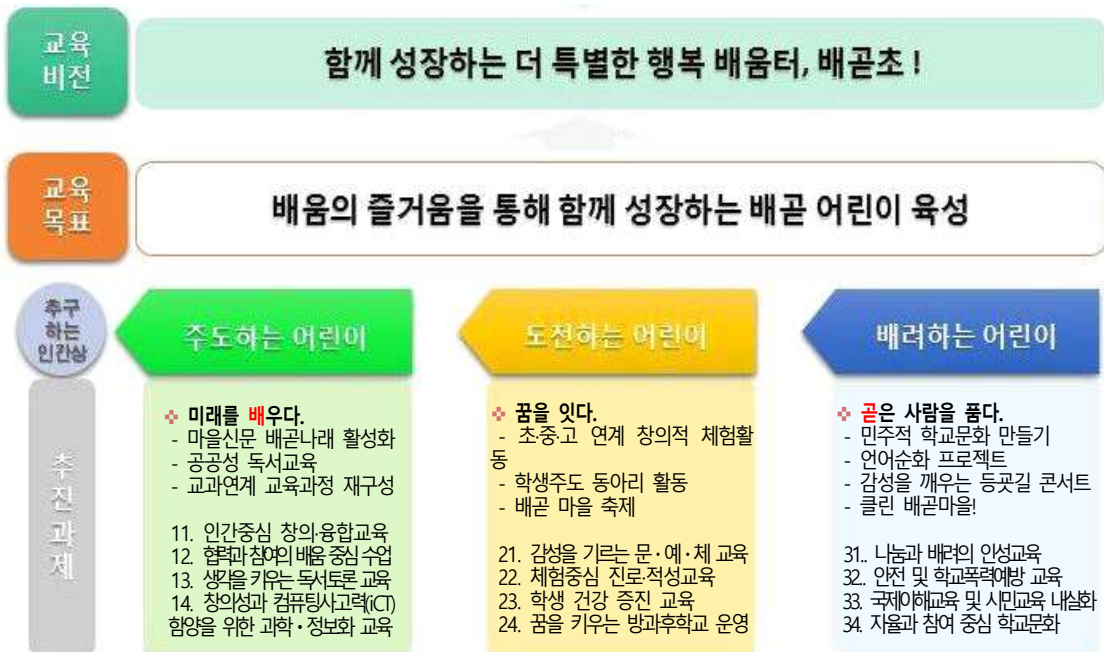 교육
비전
함께 성장하는 더 특별한 행복 배움터, 배곧초 !
교육
목표
배움의 즐거움을 통해 함께 성장하는 배곧 어린이 육성
추구
하는
인간상
주도하는 어린이
도전하는 어린이
배려하는 어린이
추
진
과
제
미래를 배우다.
- 마을신문 배곧나래 활성화
- 공공성 독서교육
- 교과연계 교육과정 재구성
11. 인간중심 창의·융합교육
12. 협력과 참여의 배움 중심 수업
13. 생각을 키우는 독서토론 교육
14. 창의성과 컴퓨팅사고력(iCT)
함양을 위한 과학·정보화 교육
꿈을 잇다.
- 초·중·고 연계 창의적 체험활
동
- 학생주도 동아리 활동
- 배곧 마을 축제
21. 감성을 기르는 문·예·체 교육
22. 체험중심 진로·적성교육
23. 학생 건강 증진 교육
24. 꿈을 키우는 방과후학교 운영
곧은 사람을 품다.
- 민주적 학교문화 만들기
- 언어순화 프로젝트
- 감성을 깨우는 등굣길 콘서트
- 클린 배곧마을!
31. 나눔과 배려의 인성교육
32. 안전 및 학교폭력예방 교육
33. 국제이해교육 및 시민교육 내실화
34. 자율과 참여 중심 학교문화